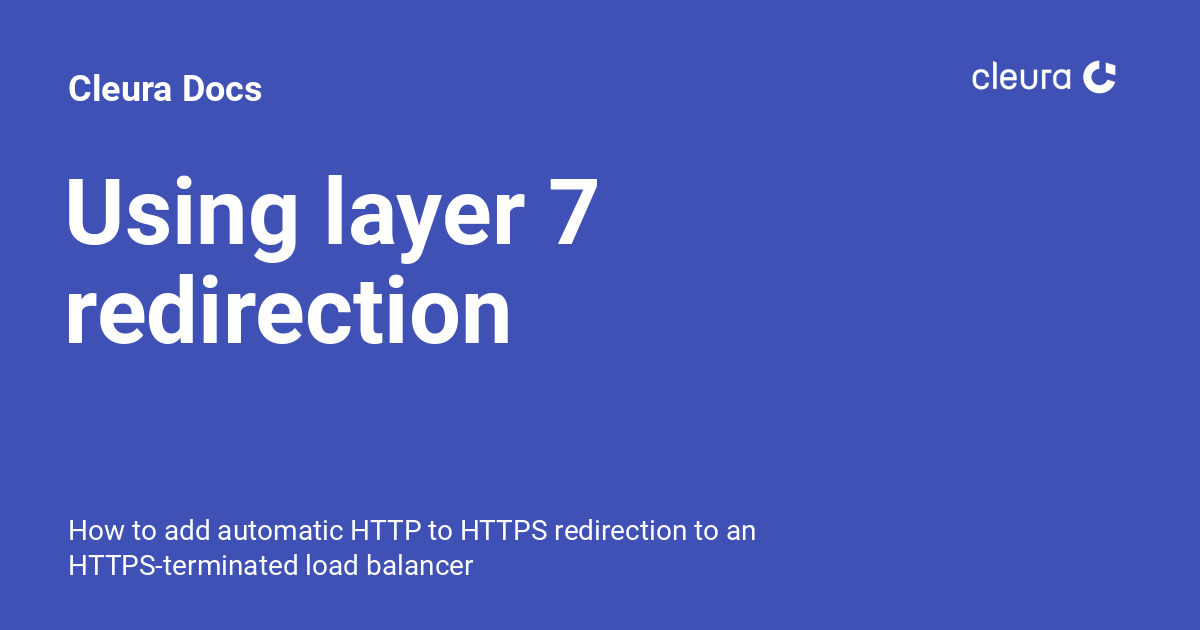 Cleura Docs
cleura
Using layer 7
redirection
How to add automatic HTTP to HTTPS redirection to an
HTTPS-terminated load balancer